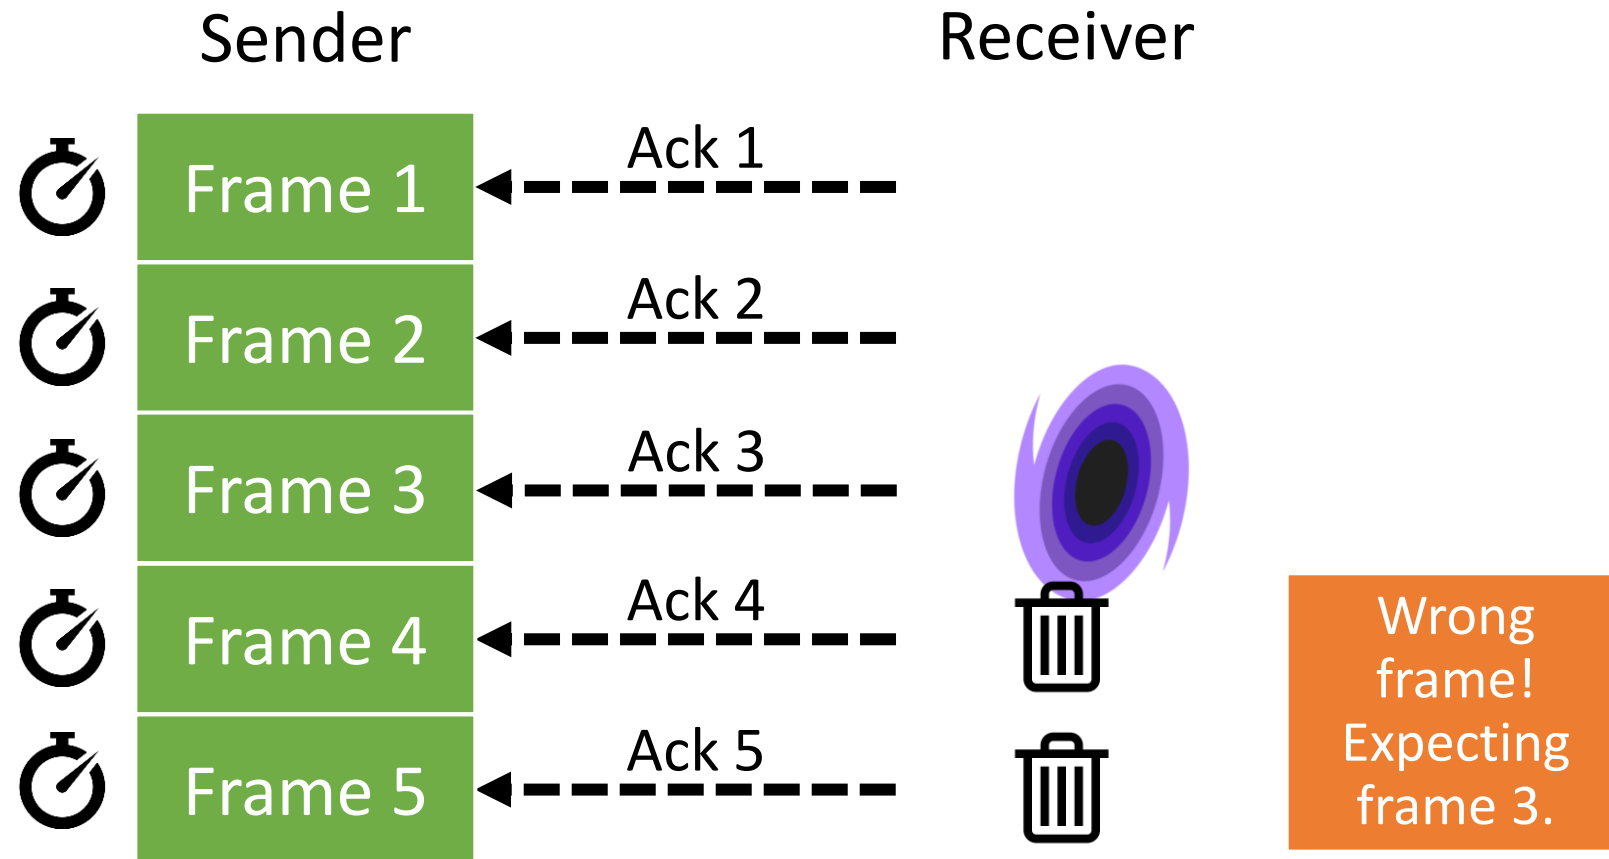 Sender
Receiver
Frame 1
Ack 1
Frame 2
Ack 2
Frame 3
Ack 3
Frame 4
Ack 4
Frame 5
Ack 5
Wrong
frame!
Expecting
frame 3.